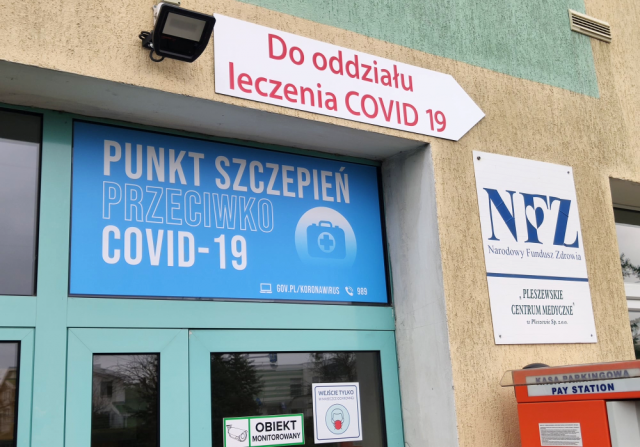 Do oddziału
leczenia COVID 19
PUNKT SZCZEPIEŃ
PRZECIWKO
COVID-19
GOV.PL/KORONAWIRUS
989
NFZ
Narodowy Fundusz Zdrowia
„PLESZEWSKIE
CENTRUM MEDYCZNE”
w Pleszewie Sp. z o.o.
KASA PARKINGOWA
PAY STATION
WEJŚCIE TYLKO
OBIEKT
MONITOROWANY